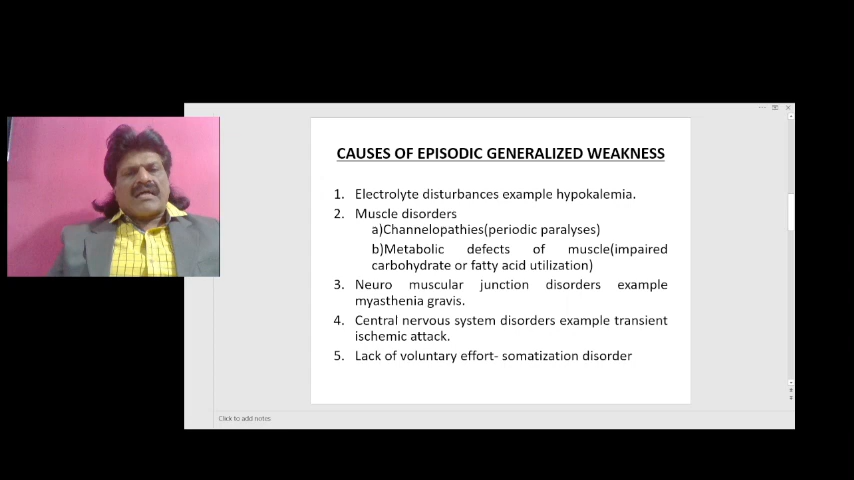 CAUSES OF EPISODIC GENERALIZED WEAKNESS
1. Electrolyte disturbances example hypokalemia.
2. Muscle disorders
a)Channelopathies(periodic paralyses)
b)Metabolic defects of muscle(impaired
carbohydrate or fatty acid utilization)
3. Neuro muscular junction disorders example
myasthenia gravis.
4. Central nervous system disorders example transient
ischemic attack.
5. Lack of voluntary effort- somatization disorder
Click to add notes